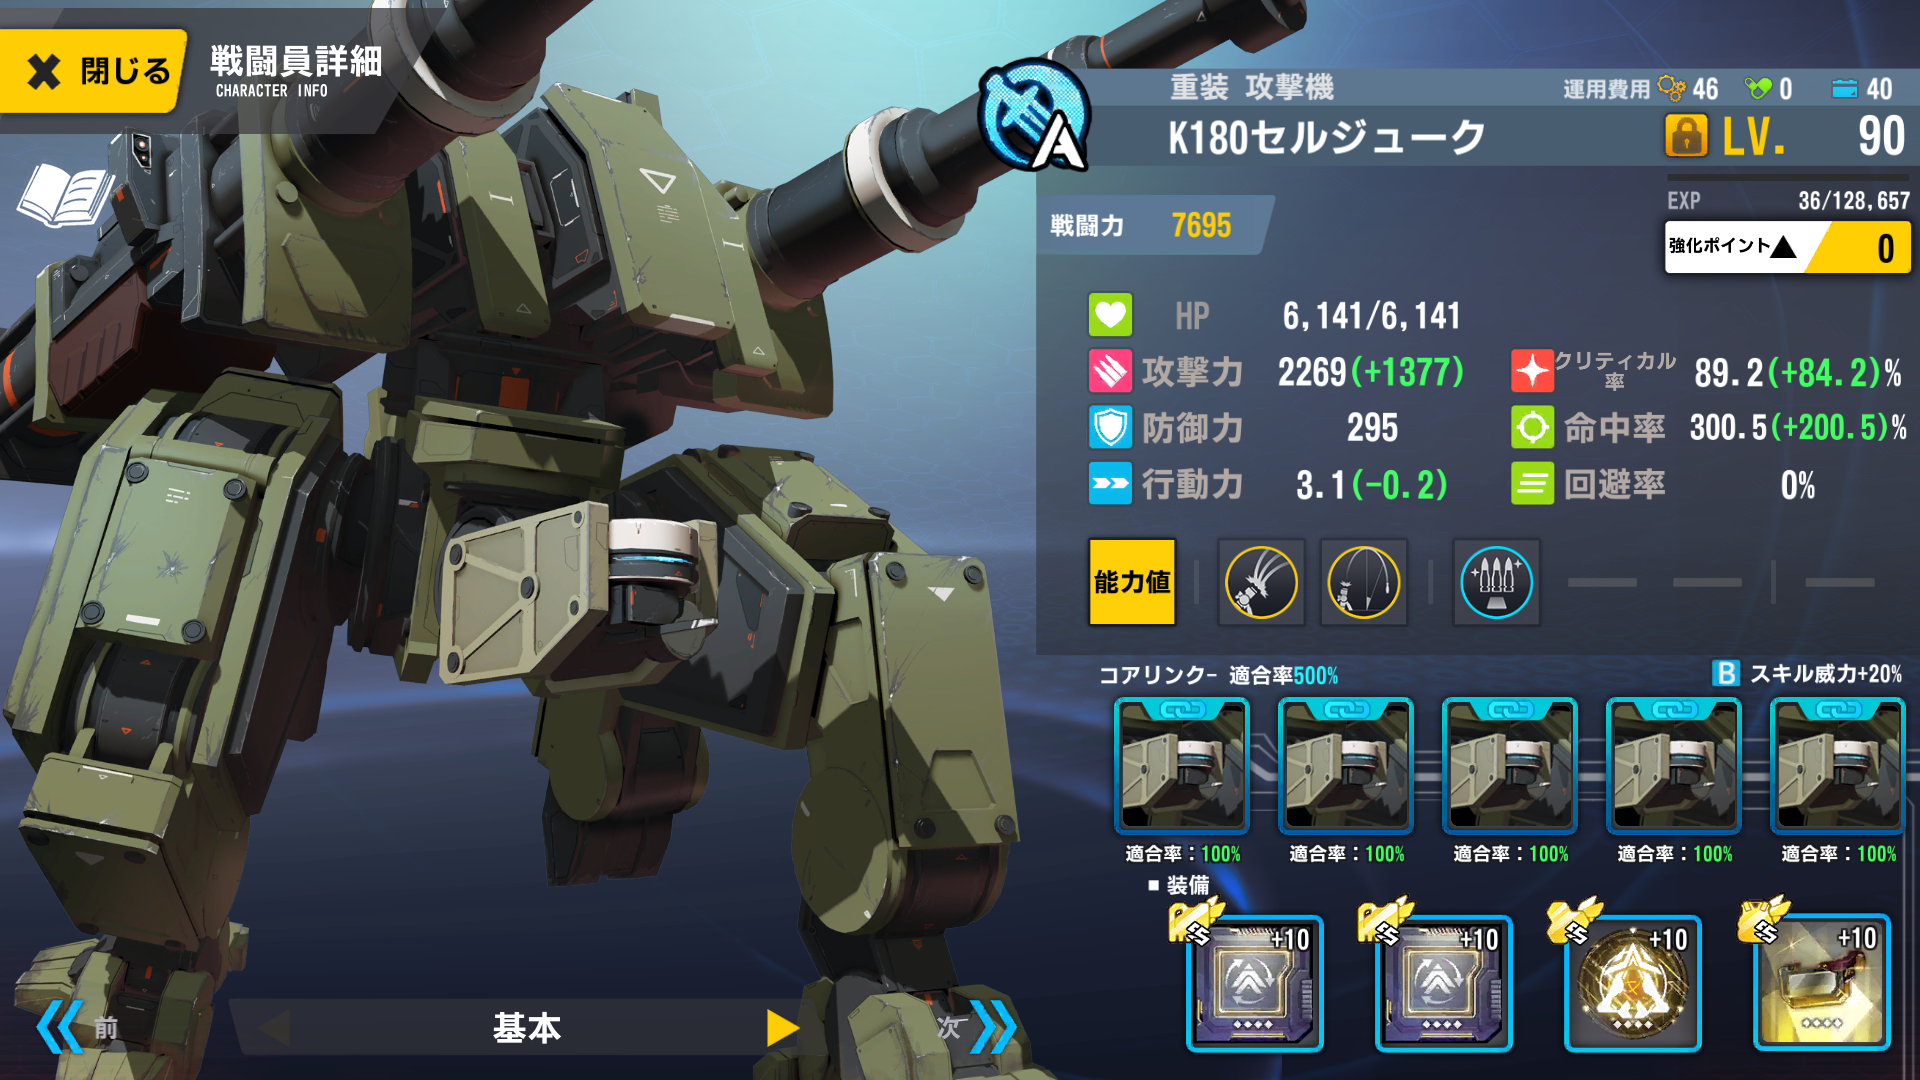 閉じる
戦闘員詳細
CHARACTER INFO
重装 攻撃機
運用費用 46 0 40
A
K180セルジューク
LV. 90
EXP 36/128,657
強化ポイント▲ 0
戦闘力 7695
HP 6,141/6,141
攻撃力 2269(+1377)
クリティカル率 89.2(+84.2)%
防御力 295
命中率 300.5(+200.5)%
行動力 3.1(-0.2)
回避率 0%
能力値
コアリンク- 適合率500%
B スキル威力+20%
適合率：100%
適合率：100%
適合率：100%
適合率：100%
適合率：100%
■ 装備
SS +10
SS +10
SS +10
SS +10
前
基本
次